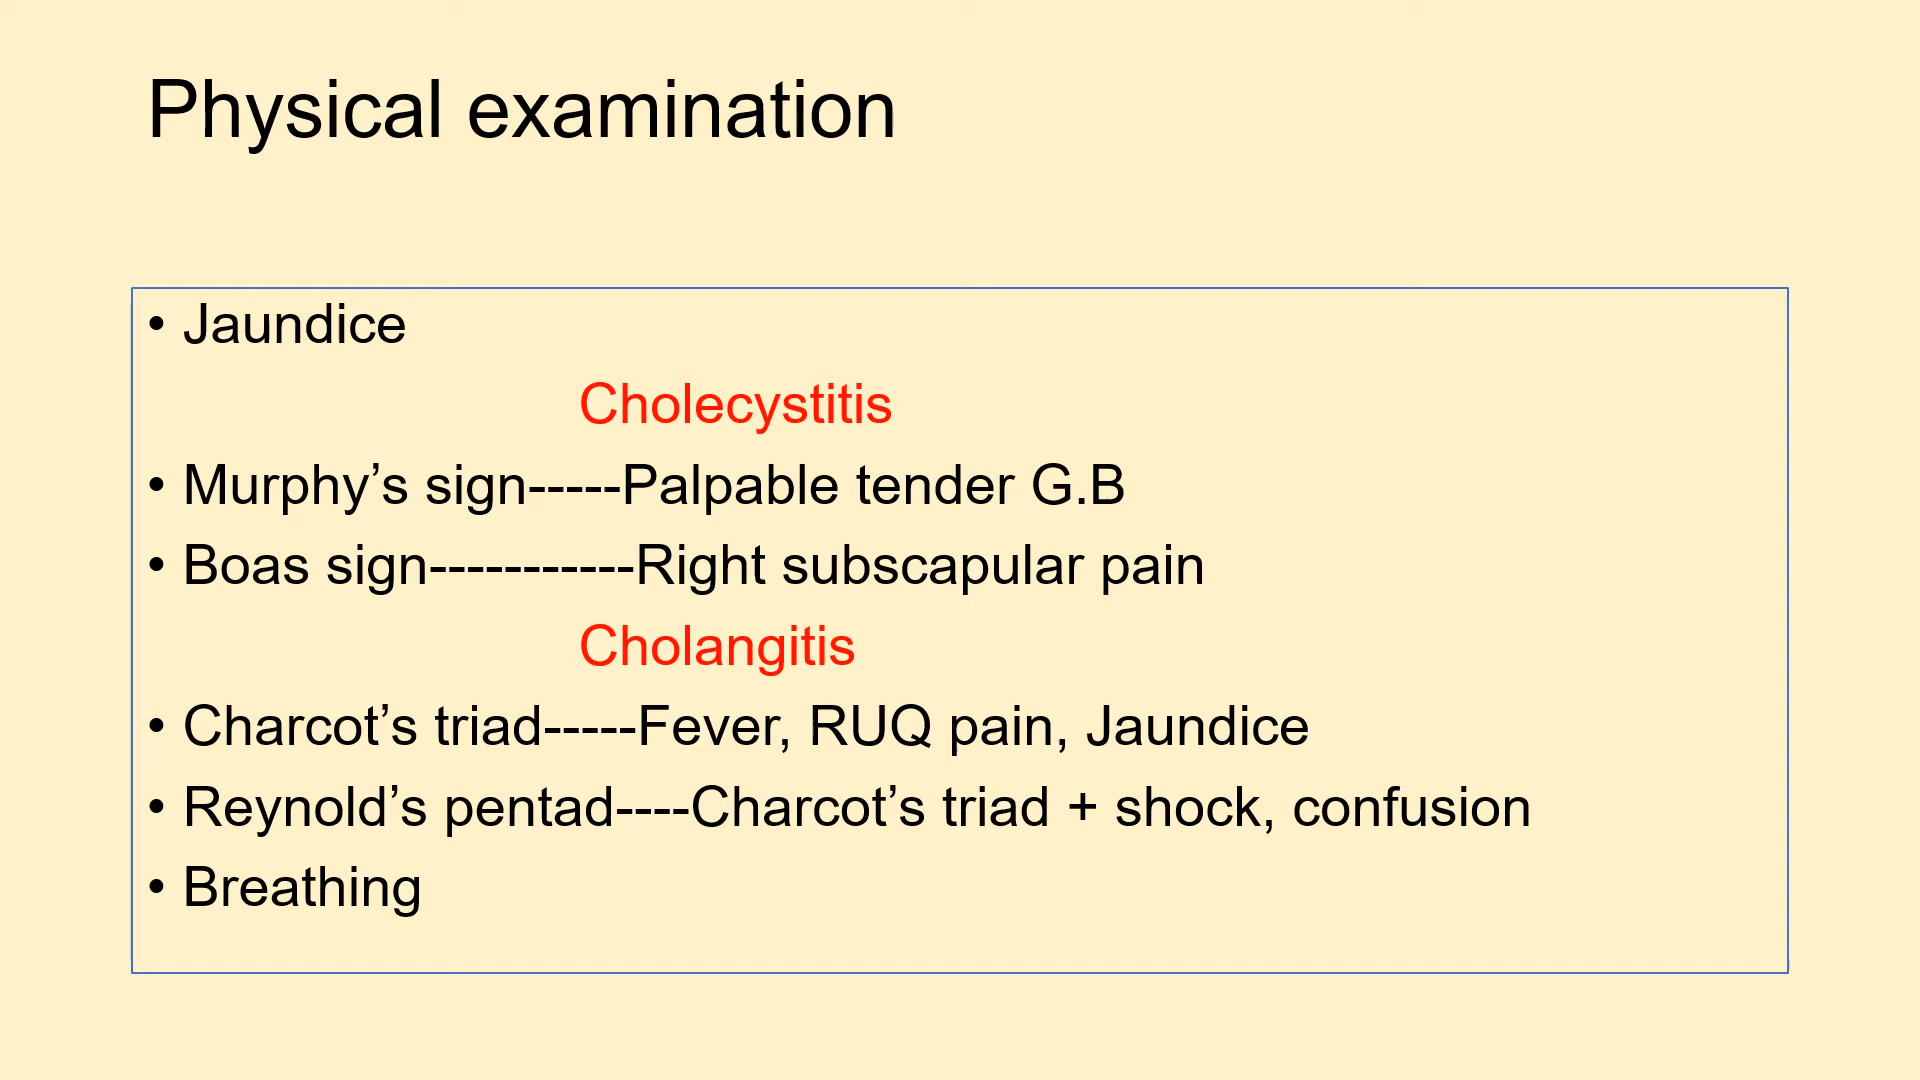 Physical examination
• Jaundice
Cholecystitis
• Murphy’s sign-----Palpable tender G.B
• Boas sign-----------Right subscapular pain
Cholangitis
• Charcot’s triad-----Fever, RUQ pain, Jaundice
• Reynold’s pentad----Charcot’s triad + shock, confusion
• Breathing